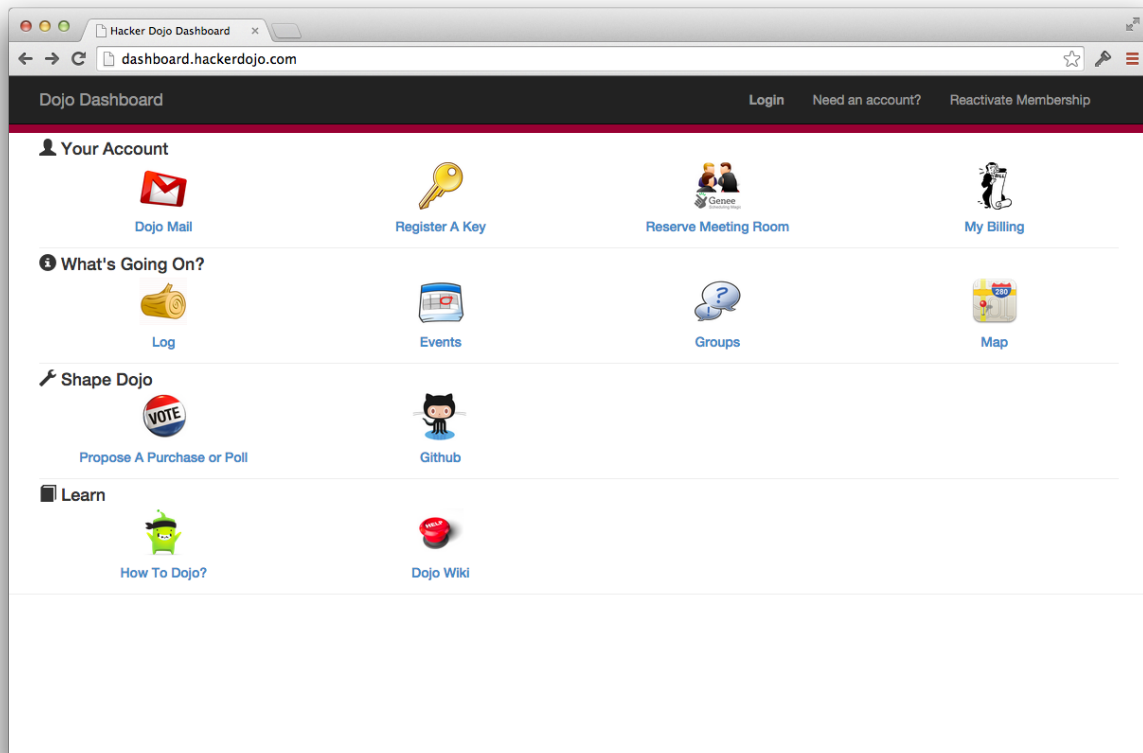 Hacker Dojo Dashboard
dashboard.hackerdojo.com
Dojo Dashboard Login Need an account? Reactivate Membership
Your Account
Genee
BILL
Dojo Mail Register A Key Reserve Meeting Room My Billing
What's Going On?
280
Log Events Groups Map
Shape Dojo
VOTE
Propose A Purchase or Poll Github
Learn
HELP
How To Dojo? Dojo Wiki